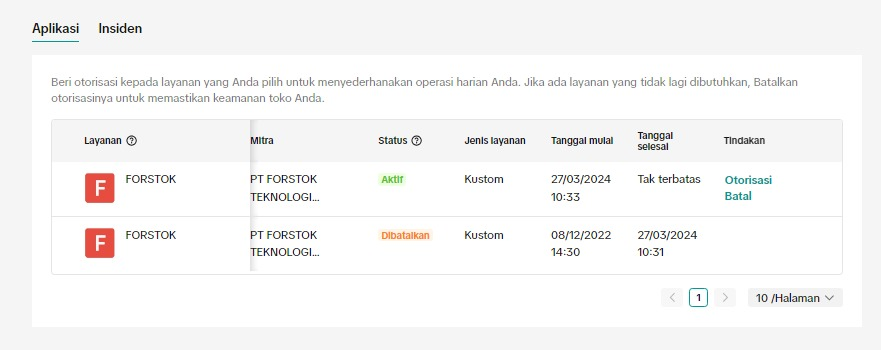 Aplikasi Insiden
Beri otorisasi kepada layanan yang Anda pilih untuk menyederhanakan operasi harian Anda. Jika ada layanan yang tidak lagi dibutuhkan, Batalkan
otorisasinya untuk memastikan keamanan toko Anda.
Layanan Mitra Status Jenis layanan Tanggal mulai Tanggal selesai Tindakan
F FORSTOK PT FORSTOK TEKNOLOGI... Aktif Kustom 27/03/2024 10:33 Tak terbatas Otorisasi Batal
F FORSTOK PT FORSTOK TEKNOLOGI... Dibatalkan Kustom 08/12/2022 14:30 27/03/2024 10:31
1 10 /Halaman